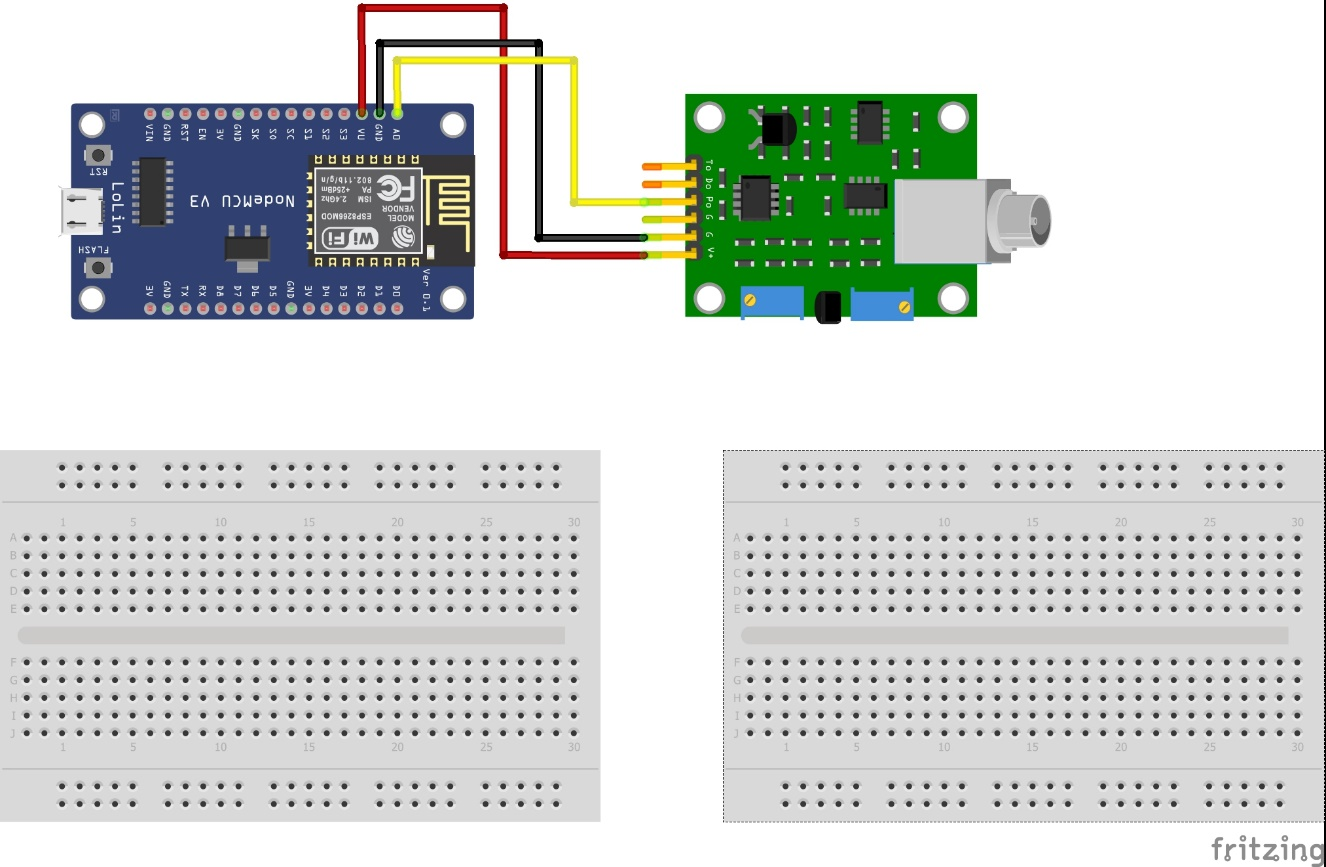 VIN GND RST EN 3V GND SK SO SC S1 S2 S3 VU GND A0
RST
Lolin
NodeMCU V3
FLASH
MODEL ESP8266MOD
VENDOR
ISM 2.4GHz
PA +25dBm
802.11b/g/n
FC
WiFi
Ver 0.1
3V GND TX RX D8 D7 D6 D5 GND 3V D4 D3 D2 D1 D0
To
Do
Po
G
G
V+
1 5 10 15 20 25 30
A
B
C
D
E
F
G
H
I
J
1 5 10 15 20 25 30
1 5 10 15 20 25 30
A
B
C
D
E
F
G
H
I
J
1 5 10 15 20 25 30
fritzing